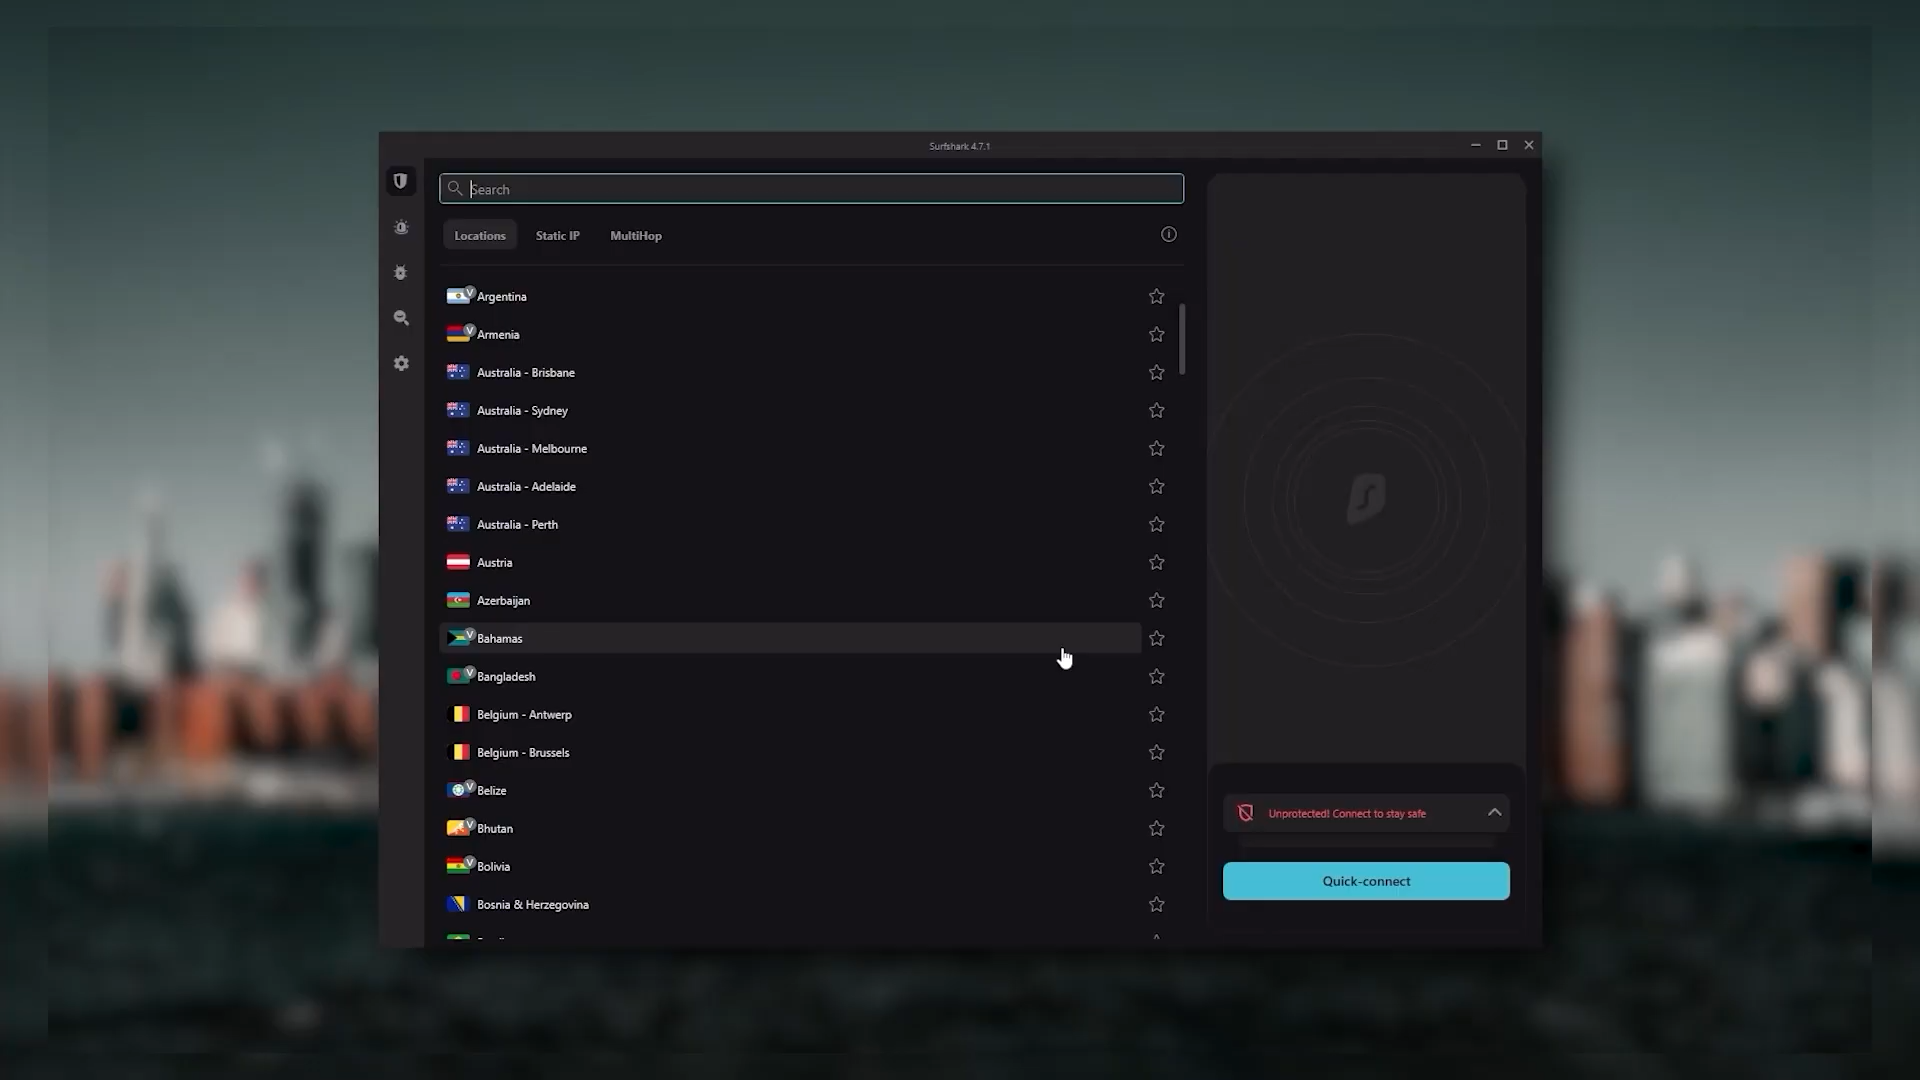 Surfshark 4.7.1
Search
Locations
Static IP
MultiHop
V Argentina
V Armenia
Australia - Brisbane
Australia - Sydney
Australia - Melbourne
Australia - Adelaide
Australia - Perth
Austria
Azerbaijan
V Bahamas
V Bangladesh
Belgium - Antwerp
Belgium - Brussels
V Belize
V Bhutan
V Bolivia
Bosnia & Herzegovina
Unprotected! Connect to stay safe
Quick-connect